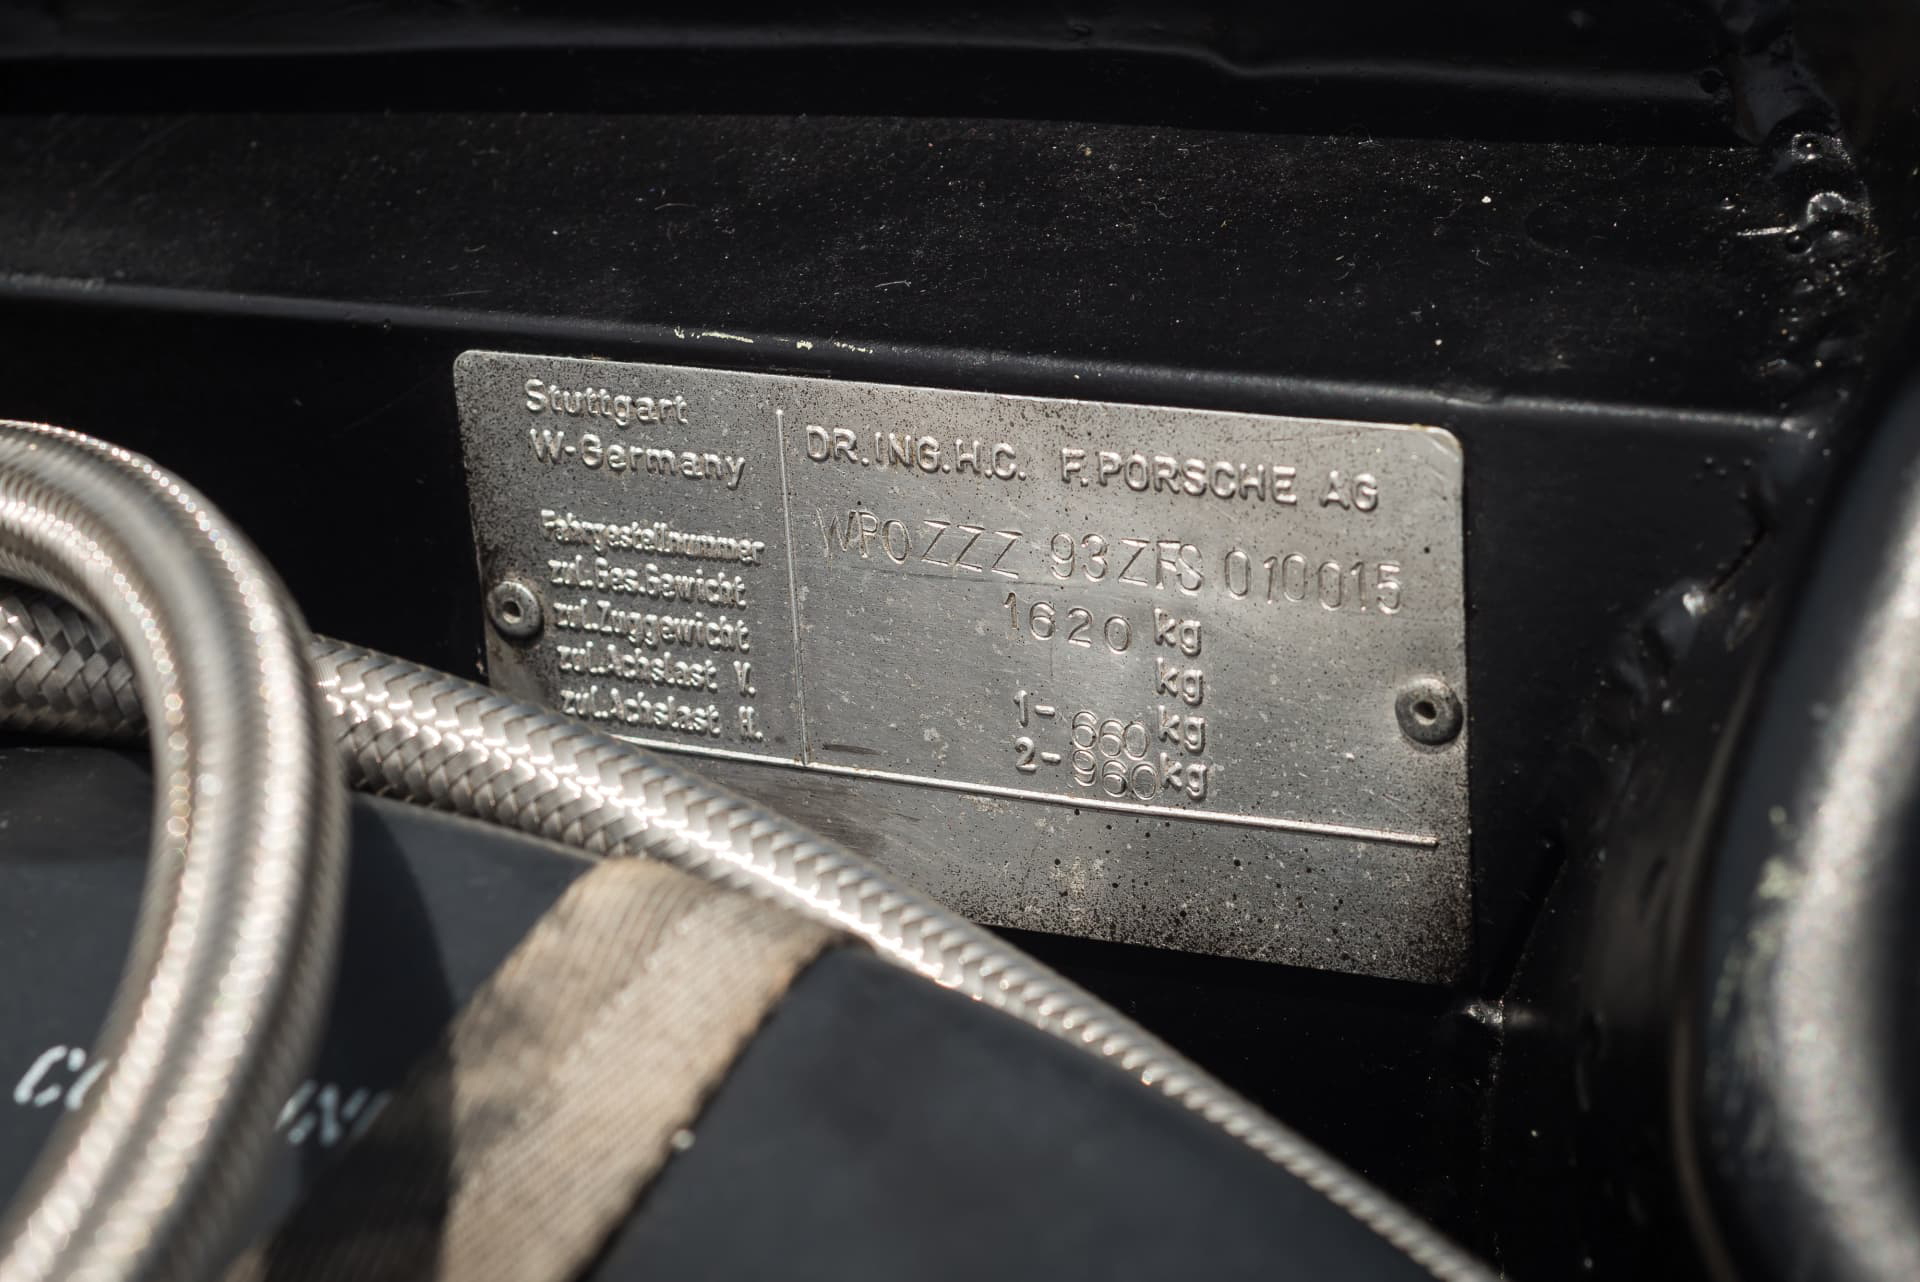 Stuttgart
W-Germany
DR.ING.H.C. F.PORSCHE AG
Fahrgestellnummer WP0ZZZ 93ZFS 010015
zul.Ges.Gewicht 1620 kg
zul.Zuggewicht kg
zul.Achslast V. 1- 660 kg
zul.Achslast H. 2- 960 kg